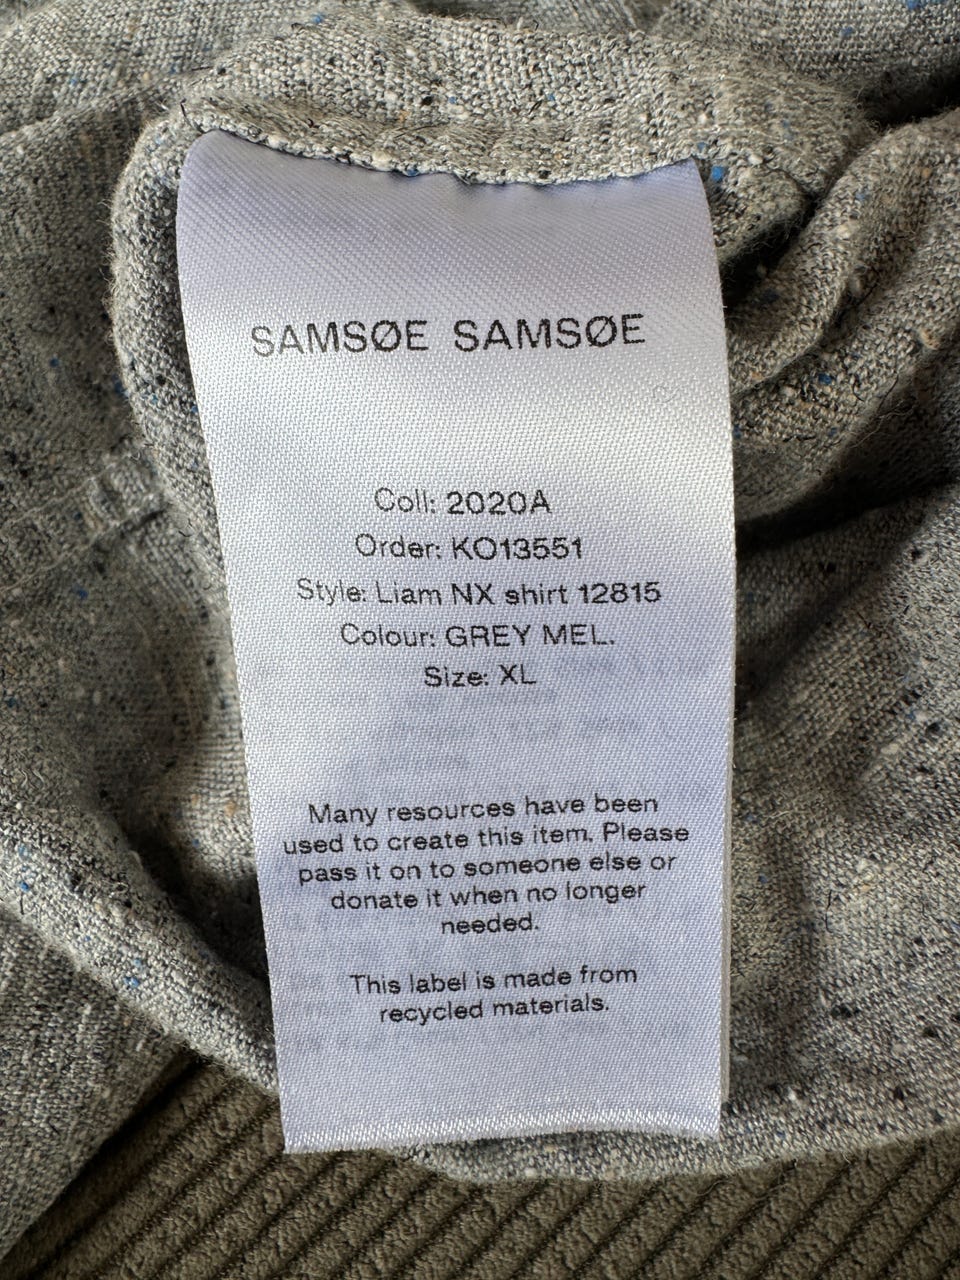 SAMSØE SAMSØE
Coll: 2020A
Order: KO13551
Style: Liam NX shirt 12815
Colour: GREY MEL.
Size: XL
Many resources have been
used to create this item. Please
pass it on to someone else or
donate it when no longer
needed.
This label is made from
recycled materials.